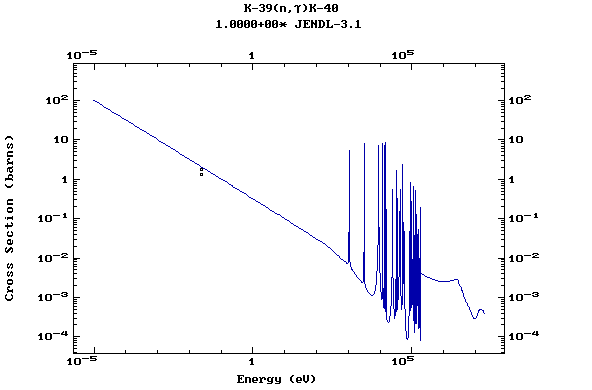 K-39(n,γ)K-40
1.0000+00* JENDL-3.1
10⁻⁵ 1 10⁵
10² 10²
10 10
1 1
10⁻¹ 10⁻¹
10⁻² 10⁻²
10⁻³ 10⁻³
10⁻⁴ 10⁻⁴
10⁻⁵ 1 10⁵
Cross Section (barns)
Energy (eV)